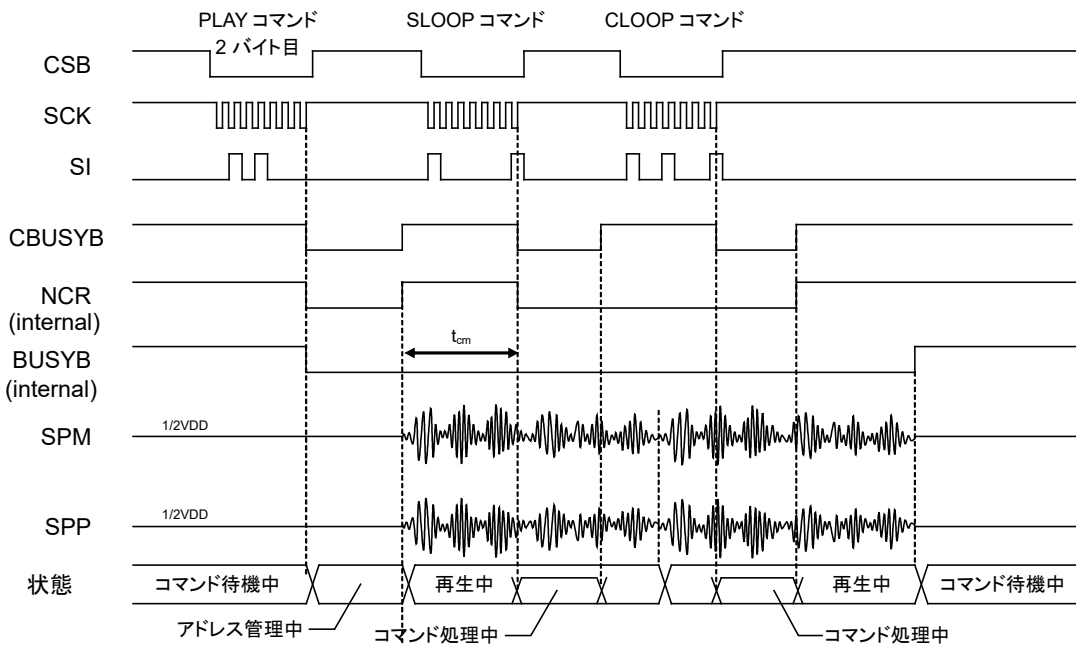 PLAY コマンド
2 バイト目
SLOOP コマンド
CLOOP コマンド
CSB
SCK
SI
CBUSYB
NCR
(internal)
BUSYB
(internal)
tcm
SPM
1/2VDD
SPP
1/2VDD
状態
コマンド待機中
再生中
再生中
コマンド待機中
アドレス管理中
コマンド処理中
コマンド処理中